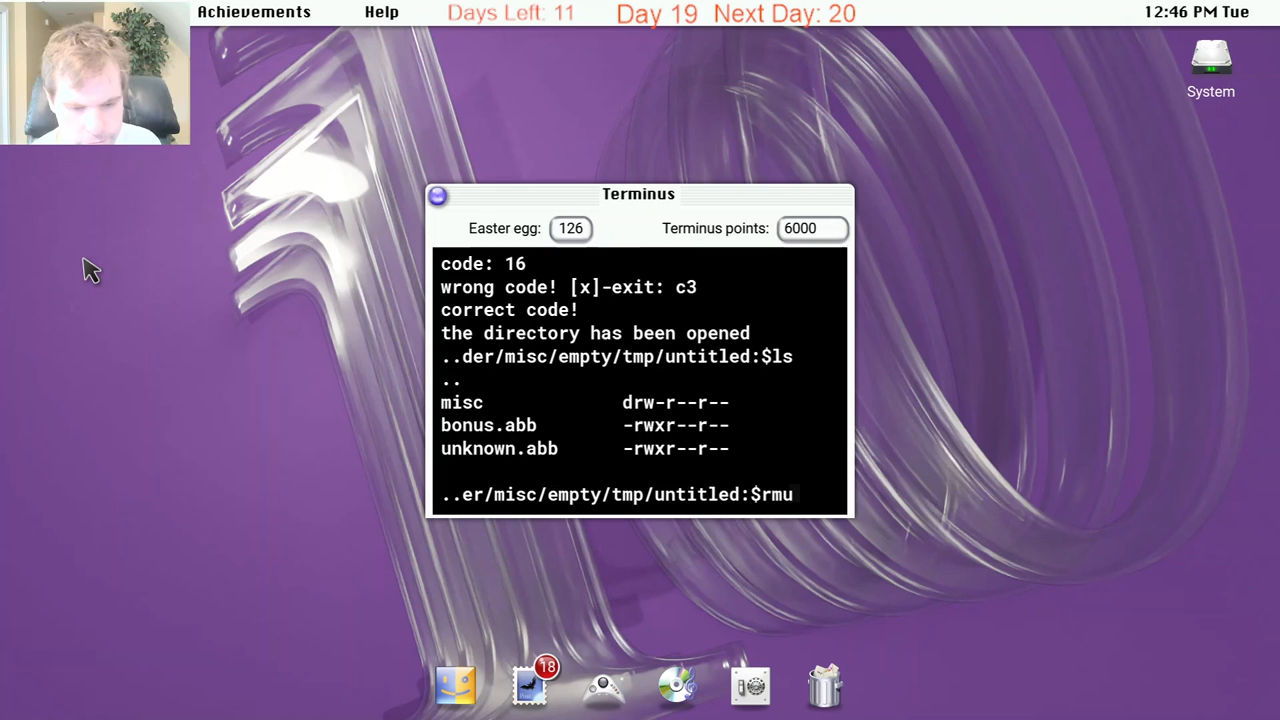 Achievements Help Days Left: 11 Day 19 Next Day: 20 12:46 PM Tue
System
Terminus
Easter egg: 126 Terminus points: 6000
code: 16
wrong code! [x]-exit: c3
correct code!
the directory has been opened
..der/misc/empty/tmp/untitled:$ls
..
misc drw-r--r--
bonus.abb -rwxr--r--
unknown.abb -rwxr--r--
..er/misc/empty/tmp/untitled:$rmu
18